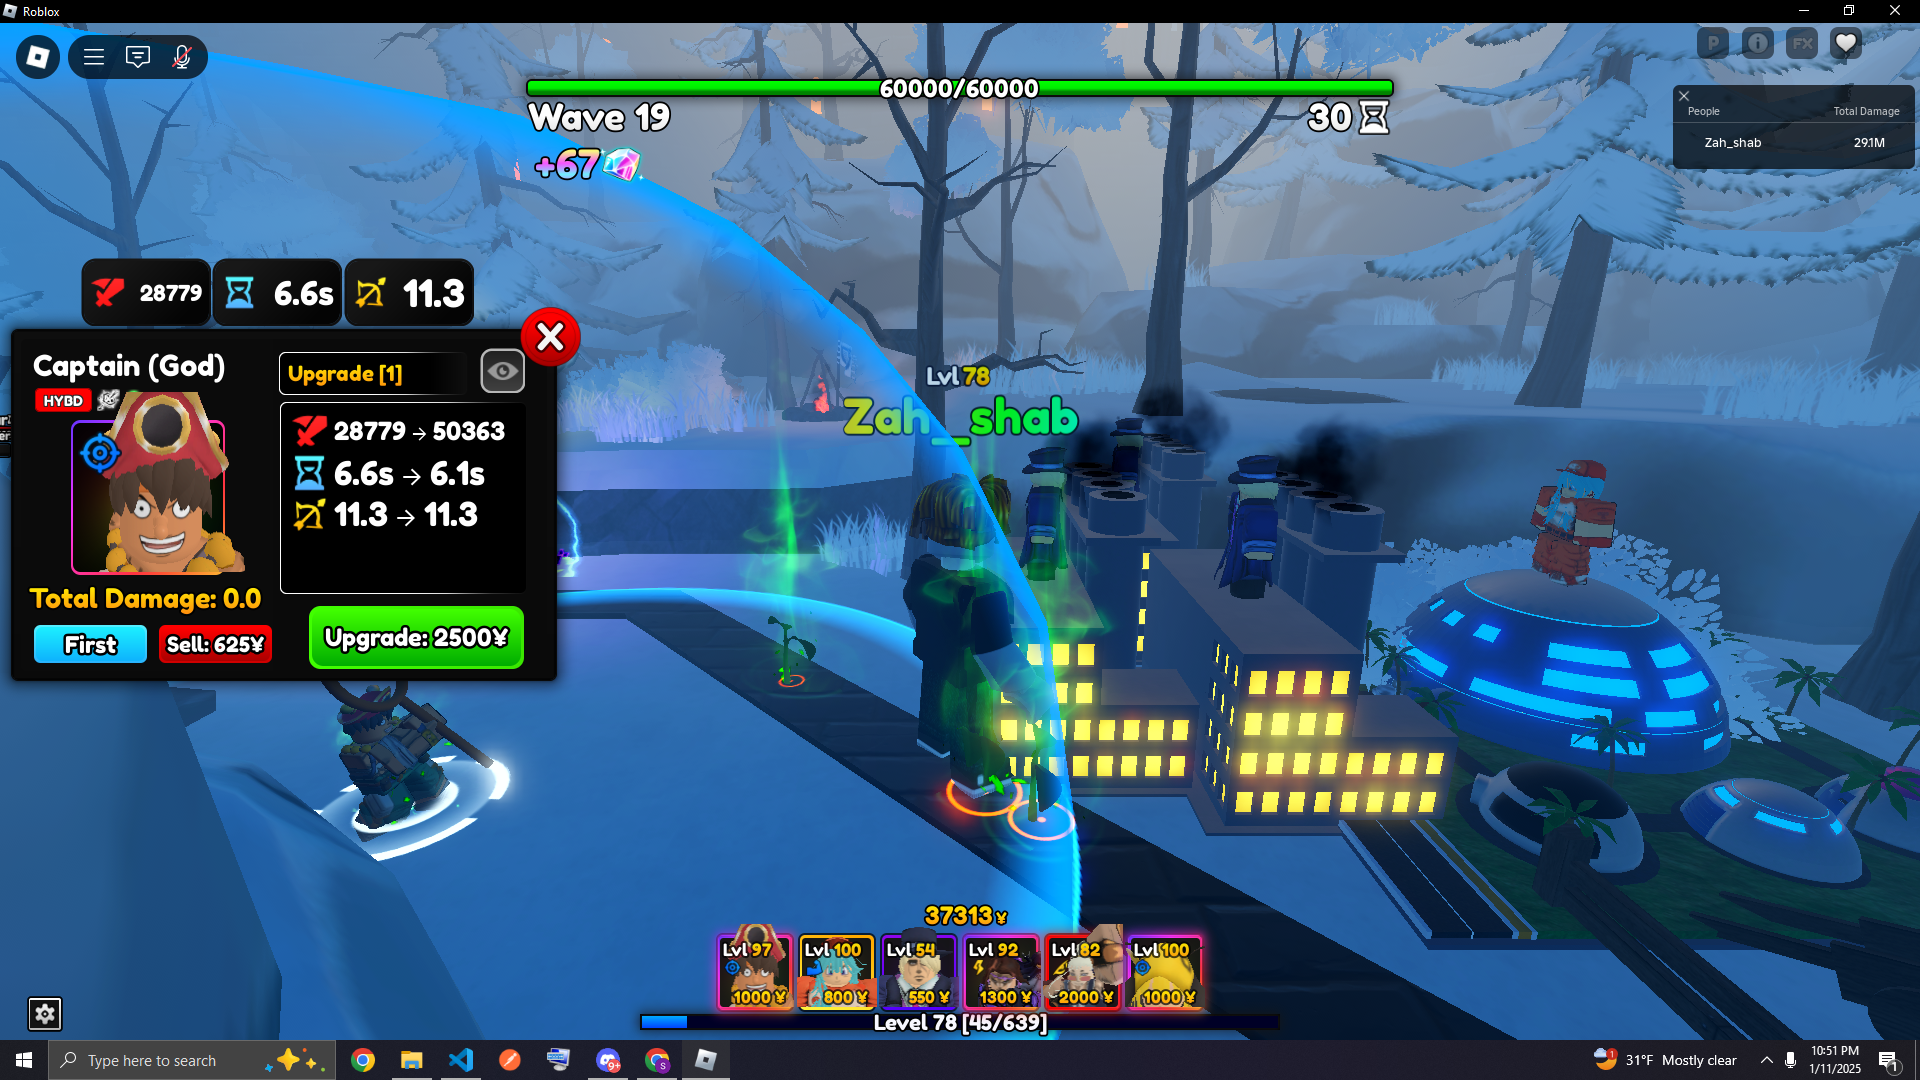 Roblox
P
FX
60000/60000
Wave 19
30
+67
People
Total Damage
Zah_shab
29.1M
28779
6.6s
11.3
Captain (God)
HYBD
Upgrade [1]
28779 → 50363
6.6s → 6.1s
11.3 → 11.3
Total Damage: 0.0
First
Sell: 625¥
Upgrade: 2500¥
Lvl 78
Zah_shab
37313 ¥
Lvl 97
1000 ¥
Lvl 100
800 ¥
Lvl 54
550 ¥
Lvl 92
1300 ¥
Lvl 82
2000 ¥
Lvl 100
1000 ¥
Level 78 [45/639]
Type here to search
9+
S
1
31°F Mostly clear
10:51 PM
1/11/2025
1